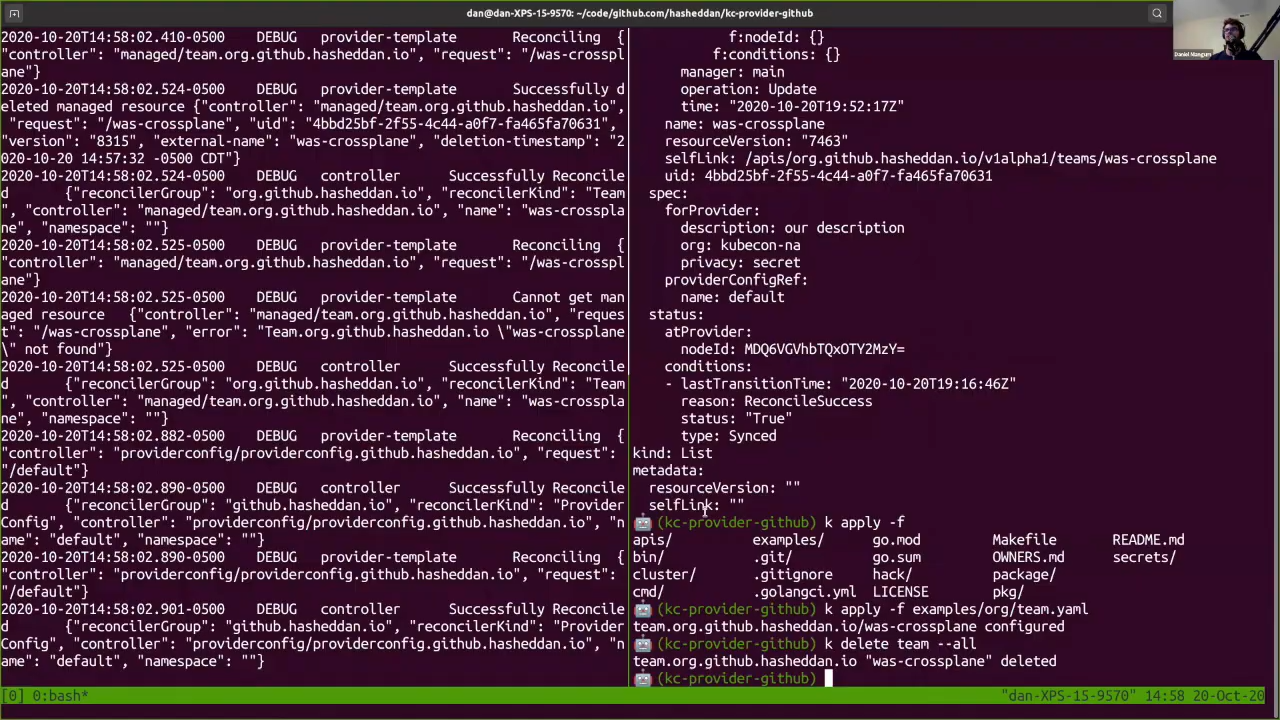 dan@dan-XPS-15-9570: ~/code/github.com/hasheddan/kc-provider-github
Daniel Mangum
2020-10-20T14:58:02.410-0500    DEBUG   provider-template       Reconciling  {
"controller": "managed/team.org.github.hasheddan.io", "request": "/was-crosspl
ane"}
2020-10-20T14:58:02.524-0500    DEBUG   provider-template       Successfully d
eleted managed resource {"controller": "managed/team.org.github.hasheddan.io",
 "request": "/was-crossplane", "uid": "4bbd25bf-2f55-4c44-a0f7-fa465fa70631",
"version": "8315", "external-name": "was-crossplane", "deletion-timestamp": "2
020-10-20 14:57:32 -0500 CDT"}
2020-10-20T14:58:02.524-0500    DEBUG   controller      Successfully Reconcile
d       {"reconcilerGroup": "org.github.hasheddan.io", "reconcilerKind": "Team
", "controller": "managed/team.org.github.hasheddan.io", "name": "was-crosspla
ne", "namespace": ""}
2020-10-20T14:58:02.525-0500    DEBUG   provider-template       Reconciling  {
"controller": "managed/team.org.github.hasheddan.io", "request": "/was-crosspl
ane"}
2020-10-20T14:58:02.525-0500    DEBUG   provider-template       Cannot get man
aged resource   {"controller": "managed/team.org.github.hasheddan.io", "reques
t": "/was-crossplane", "error": "Team.org.github.hasheddan.io \"was-crossplane
\" not found"}
2020-10-20T14:58:02.525-0500    DEBUG   controller      Successfully Reconcile
d       {"reconcilerGroup": "org.github.hasheddan.io", "reconcilerKind": "Team
", "controller": "managed/team.org.github.hasheddan.io", "name": "was-crosspla
ne", "namespace": ""}
2020-10-20T14:58:02.882-0500    DEBUG   provider-template       Reconciling  {
"controller": "providerconfig/providerconfig.github.hasheddan.io", "request":
"/default"}
2020-10-20T14:58:02.890-0500    DEBUG   controller      Successfully Reconcile
d       {"reconcilerGroup": "github.hasheddan.io", "reconcilerKind": "Provider
Config", "controller": "providerconfig/providerconfig.github.hasheddan.io", "n
ame": "default", "namespace": ""}
2020-10-20T14:58:02.890-0500    DEBUG   provider-template       Reconciling  {
"controller": "providerconfig/providerconfig.github.hasheddan.io", "request":
"/default"}
2020-10-20T14:58:02.901-0500    DEBUG   controller      Successfully Reconcile
d       {"reconcilerGroup": "github.hasheddan.io", "reconcilerKind": "Provider
Config", "controller": "providerconfig/providerconfig.github.hasheddan.io", "n
ame": "default", "namespace": ""}
f:nodeId: {}
f:conditions: {}
manager: main
operation: Update
time: "2020-10-20T19:52:17Z"
name: was-crossplane
resourceVersion: "7463"
selfLink: /apis/org.github.hasheddan.io/v1alpha1/teams/was-crossplane
uid: 4bbd25bf-2f55-4c44-a0f7-fa465fa70631
spec:
forProvider:
description: our description
org: kubecon-na
privacy: secret
providerConfigRef:
name: default
status:
atProvider:
nodeId: MDQ6VGVhbTQxOTY2MzY=
conditions:
- lastTransitionTime: "2020-10-20T19:16:46Z"
reason: ReconcileSuccess
status: "True"
type: Synced
kind: List
metadata:
resourceVersion: ""
selfLink: ""
(kc-provider-github) k apply -f
apis/          examples/     go.mod         Makefile       README.md
bin/           .git/         go.sum         OWNERS.md      secrets/
cluster/       .gitignore    hack/          package/
cmd/           .golangci.yml  LICENSE        pkg/
(kc-provider-github) k apply -f examples/org/team.yaml
team.org.github.hasheddan.io/was-crossplane configured
(kc-provider-github) k delete team --all
team.org.github.hasheddan.io "was-crossplane" deleted
(kc-provider-github)
[0] 0:bash* "dan-XPS-15-9570" 14:58 20-Oct-20